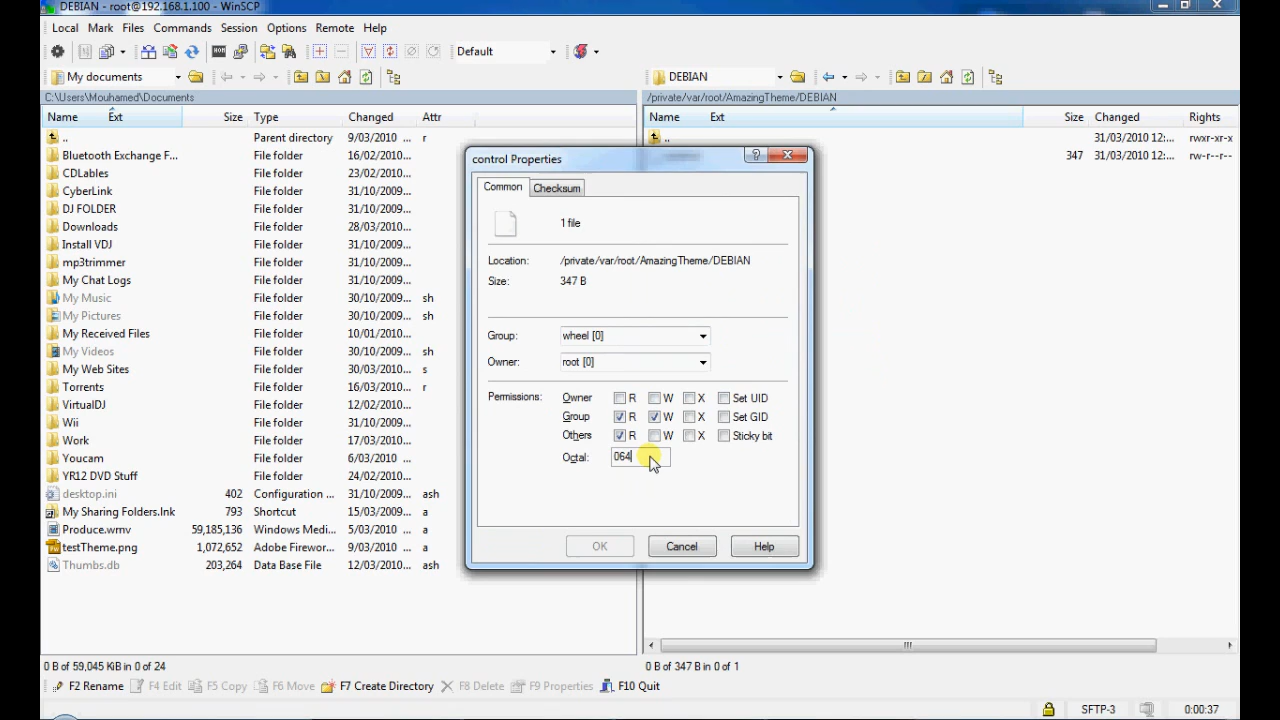 DEBIAN - root@192.168.1.100 - WinSCP
Local Mark Files Commands Session Options Remote Help
Default
My documents DEBIAN
C:\Users\Mouhamed\Documents /private/var/root/AmazingTheme/DEBIAN
Name Ext Size Type Changed Attr Name Ext Size Changed Rights
.. Parent directory 9/03/2010 ... r .. 31/03/2010 12:... rwxr-xr-x
Bluetooth Exchange F... File folder 16/02/2010... 347 31/03/2010 12:... rw-r--r--
CDLables File folder 23/02/2010...
CyberLink File folder 31/10/2009...
DJ FOLDER File folder 31/10/2009...
Downloads File folder 28/03/2010...
Install VDJ File folder 31/10/2009...
mp3trimmer File folder 31/10/2009...
My Chat Logs File folder 31/10/2009...
My Music File folder 30/10/2009... sh
My Pictures File folder 30/10/2009... sh
My Received Files File folder 10/01/2010...
My Videos File folder 30/10/2009... sh
My Web Sites File folder 30/03/2010... s
Torrents File folder 16/03/2010... r
VirtualDJ File folder 12/02/2010...
Wii File folder 31/10/2009...
Work File folder 17/03/2010...
Youcam File folder 6/03/2010 ...
YR12 DVD Stuff File folder 24/02/2010...
desktop.ini 402 Configuration ... 31/10/2009... ash
My Sharing Folders.lnk 793 Shortcut 15/03/2009... a
Produce.wmv 59,185,136 Windows Medi... 5/03/2010 ... a
testTheme.png 1,072,652 Adobe Firewor... 9/03/2010 ... a
Thumbs.db 203,264 Data Base File 12/03/2010... ash
control Properties
Common Checksum
1 file
Location: /private/var/root/AmazingTheme/DEBIAN
Size: 347 B
Group: wheel [0]
Owner: root [0]
Permissions: Owner R W X Set UID
Group R W X Set GID
Others R W X Sticky bit
Octal: 064
OK Cancel Help
0 B of 59,045 KiB in 0 of 24 0 B of 347 B in 0 of 1
F2 Rename F4 Edit F5 Copy F6 Move F7 Create Directory F8 Delete F9 Properties F10 Quit
SFTP-3 0:00:37